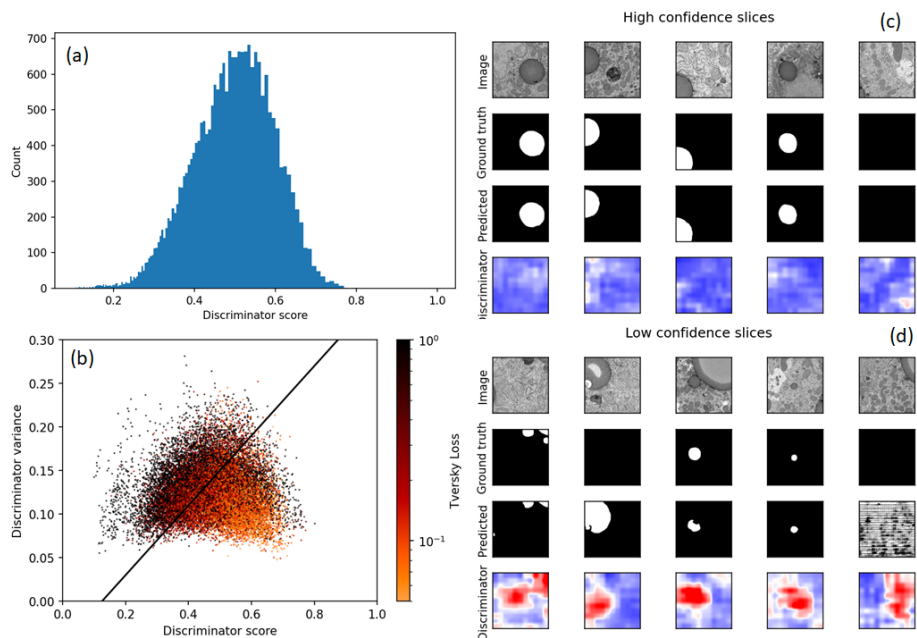 (a)
700
600
500
400
300
200
100
0
Count
0.2 0.4 0.6 0.8 1.0
Discriminator score
(b)
0.30
0.25
0.20
0.15
0.10
0.05
0.00
Discriminator variance
0.0 0.2 0.4 0.6 0.8 1.0
Discriminator score
10⁰
10⁻¹
Tversky Loss
High confidence slices
(c)
Image
Ground truth
Predicted
Discriminator
Low confidence slices
(d)
Image
Ground truth
Predicted
Discriminator